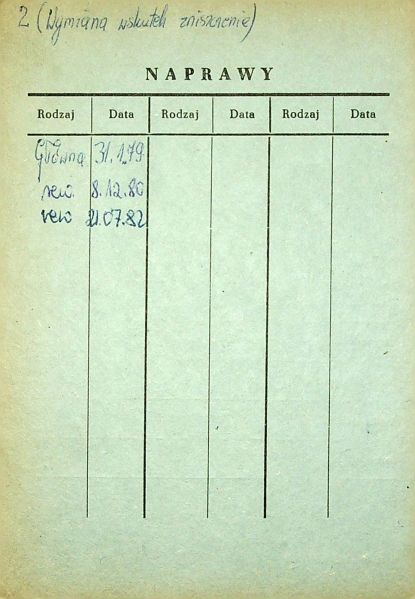 2 (Wymiana wskutek zniszczenia)
NAPRAWY
Rodzaj Data Rodzaj Data Rodzaj Data
Główna 31.1.79
rew. 8.12.80
rew 21.07.82